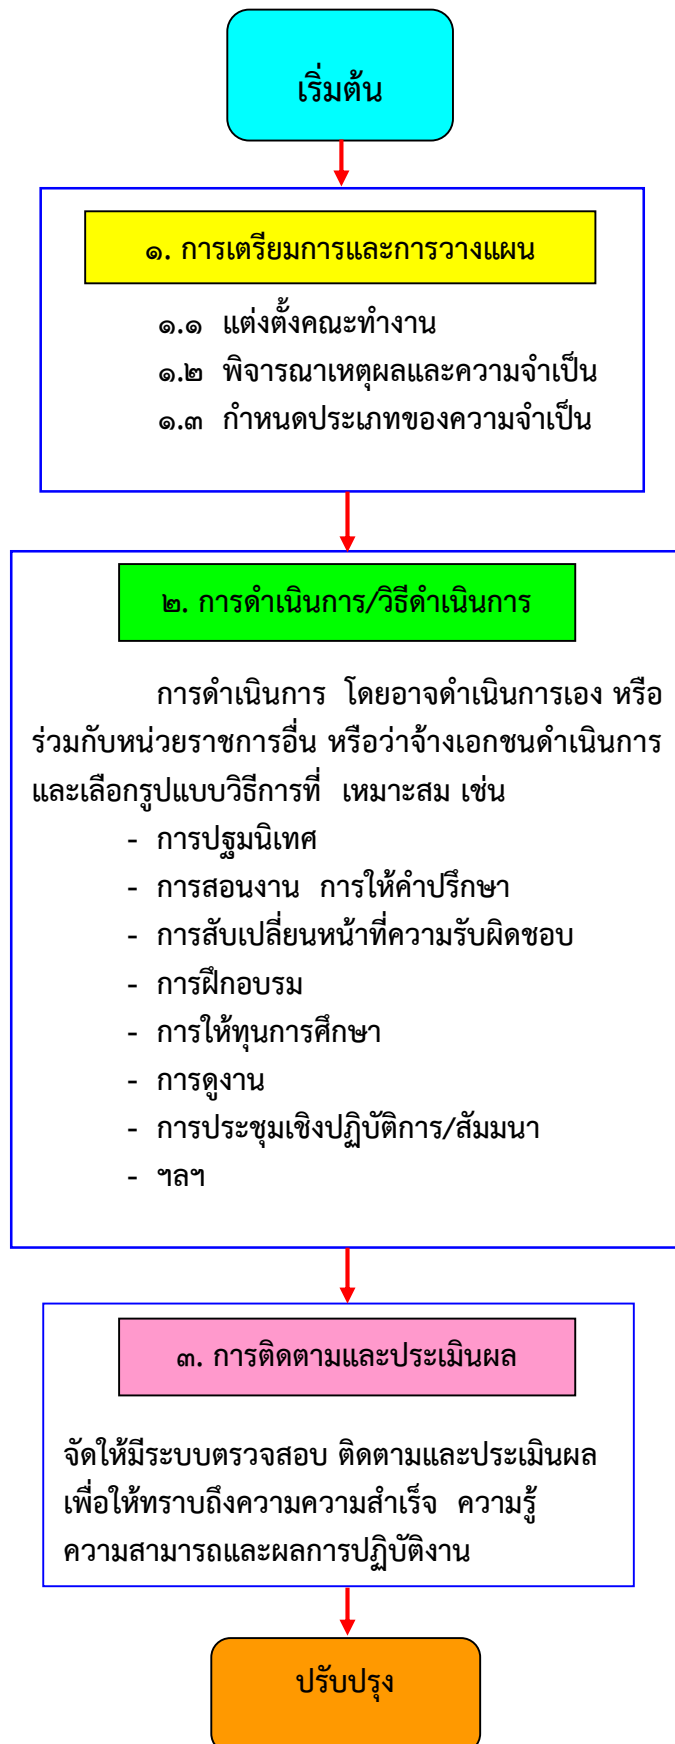 เริ่มต้น
๑. การเตรียมการและการวางแผน
๑.๑ แต่งตั้งคณะทำงาน
๑.๒ พิจารณาเหตุผลและความจำเป็น
๑.๓ กำหนดประเภทของความจำเป็น
๒. การดำเนินการ/วิธีดำเนินการ
การดำเนินการ โดยอาจดำเนินการเอง หรือ
ร่วมกับหน่วยราชการอื่น หรือว่าจ้างเอกชนดำเนินการ
และเลือกรูปแบบวิธีการที่ เหมาะสม เช่น
- การปฐมนิเทศ
- การสอนงาน การให้คำปรึกษา
- การสับเปลี่ยนหน้าที่ความรับผิดชอบ
- การฝึกอบรม
- การให้ทุนการศึกษา
- การดูงาน
- การประชุมเชิงปฏิบัติการ/สัมมนา
- ฯลฯ
๓. การติดตามและประเมินผล
จัดให้มีระบบตรวจสอบ ติดตามและประเมินผล
เพื่อให้ทราบถึงความความสำเร็จ ความรู้
ความสามารถและผลการปฏิบัติงาน
ปรับปรุง